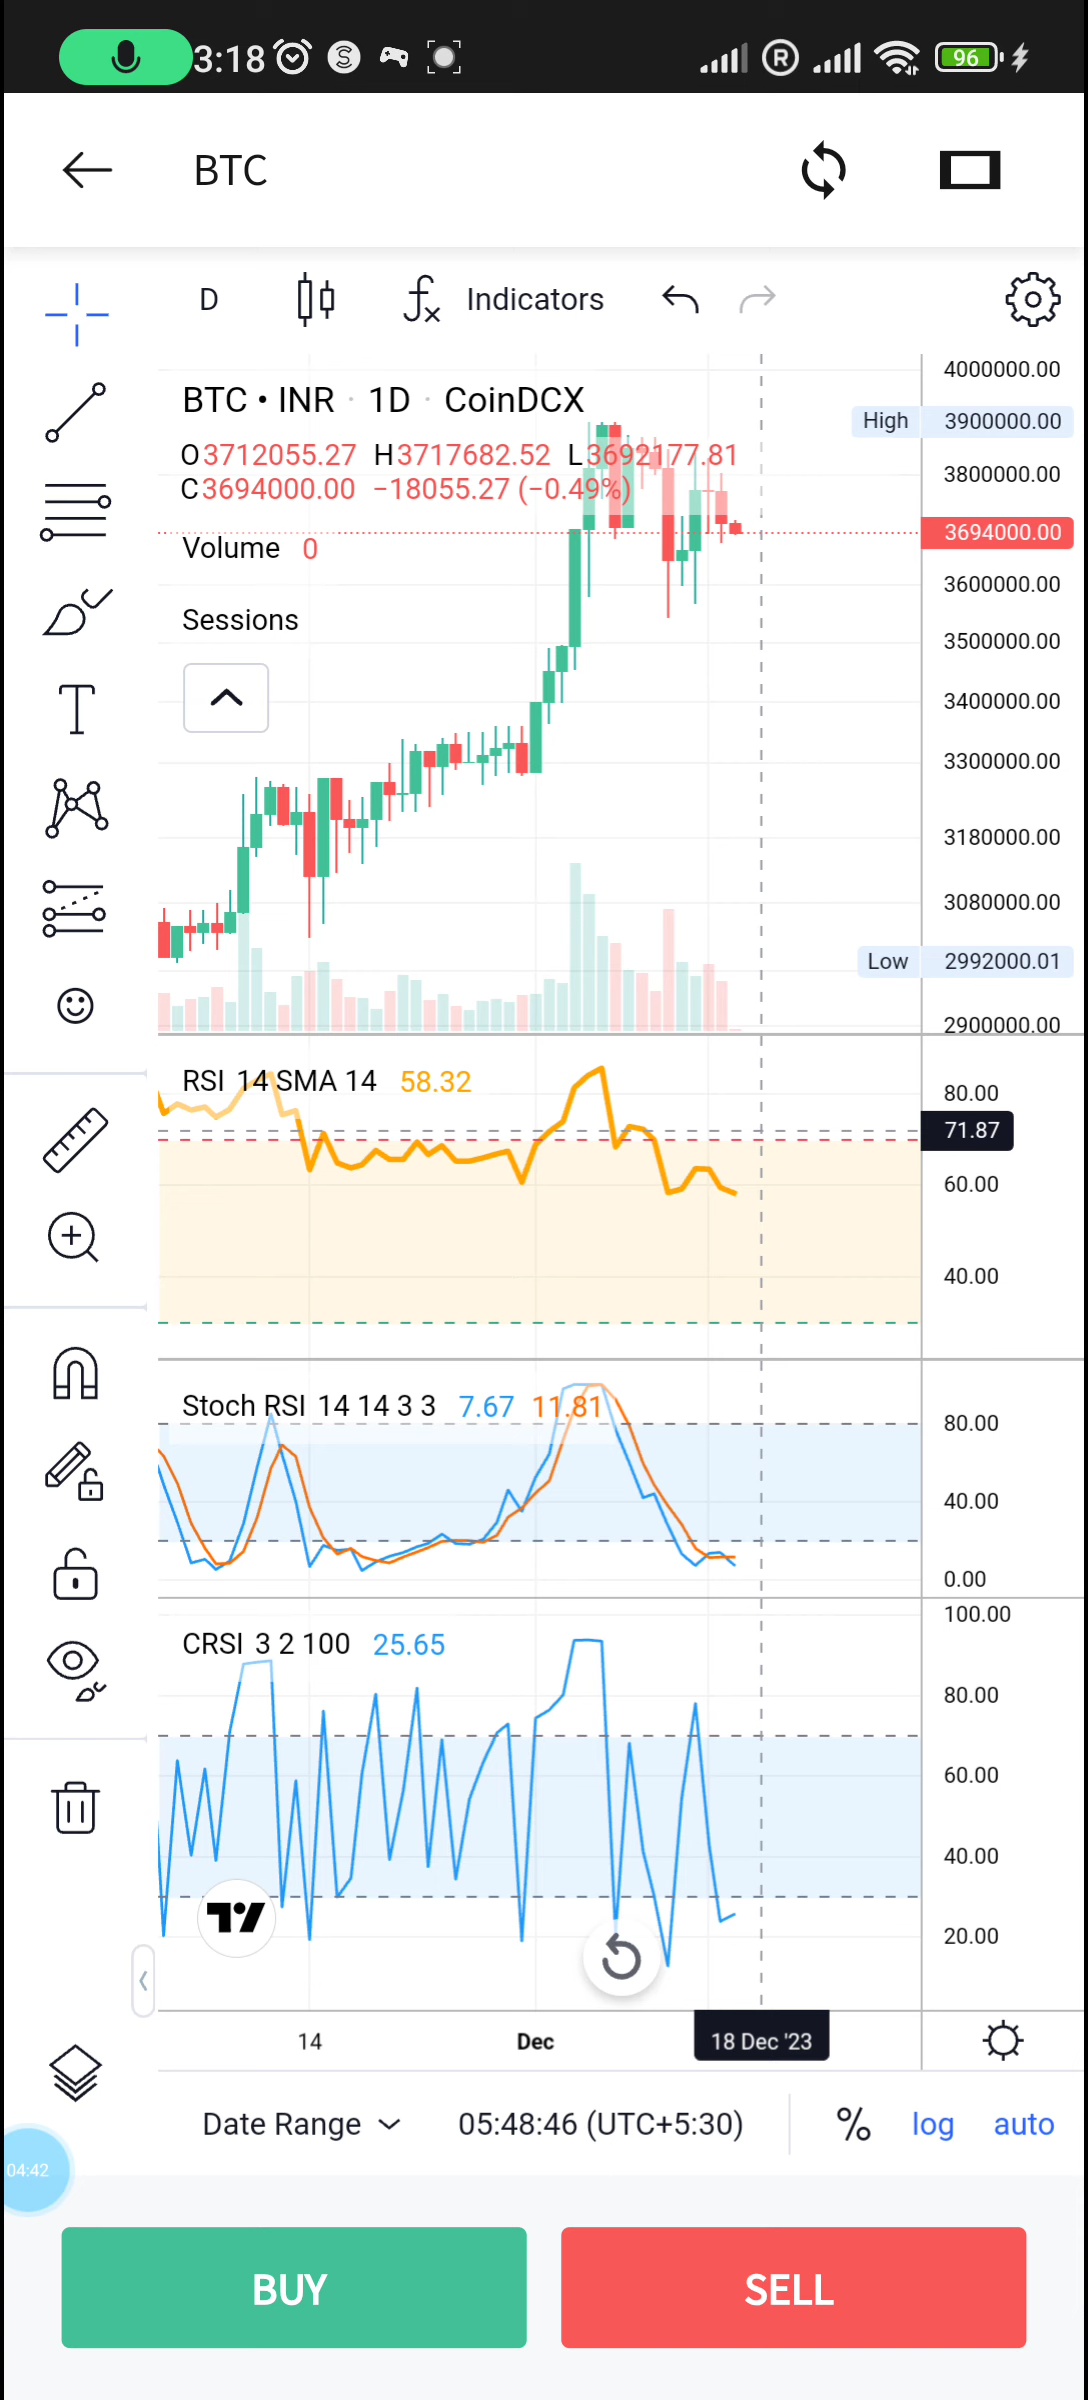 3:18 S R 96
BTC
D Indicators
BTC • INR · 1D · CoinDCX
O3712055.27 H3717682.52 L3692177.81
C3694000.00 −18055.27 (−0.49%)
Volume 0
Sessions
4000000.00
High 3900000.00
3800000.00
3694000.00
3600000.00
3500000.00
3400000.00
3300000.00
3180000.00
3080000.00
Low 2992000.01
2900000.00
RSI 14 SMA 14 58.32
80.00
71.87
60.00
40.00
Stoch RSI 14 14 3 3 7.67 11.81
80.00
40.00
0.00
CRSI 3 2 100 25.65
100.00
80.00
60.00
40.00
20.00
14 Dec 18 Dec '23
Date Range 05:48:46 (UTC+5:30) % log auto
04:42
BUY SELL